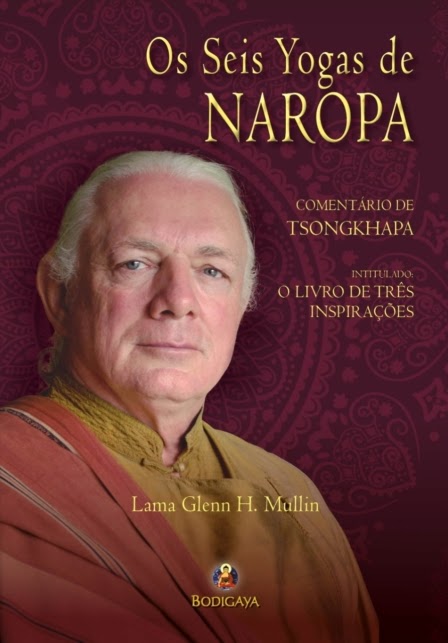 Os Seis Yogas de
NAROPA
COMENTÁRIO DE
TSONGKHAPA
INTITULADO:
O LIVRO DE TRÊS
INSPIRAÇÕES
Lama Glenn H. Mullin
BODIGAYA